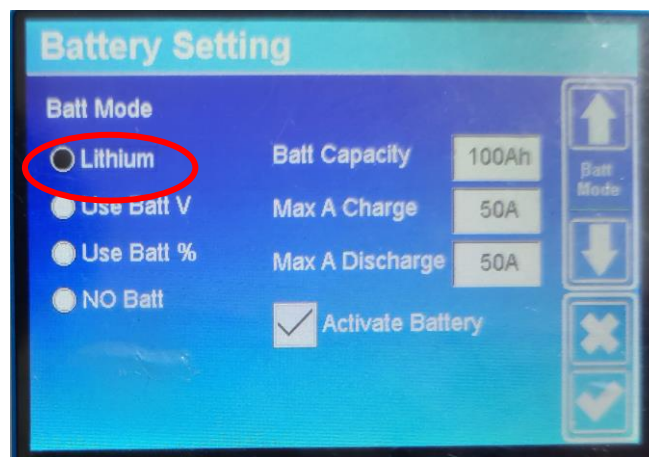 Battery Setting
Batt Mode
Lithium
Use Batt V
Use Batt %
NO Batt
Batt Capacity 100Ah
Max A Charge 50A
Max A Discharge 50A
Activate Battery
Batt
Mode